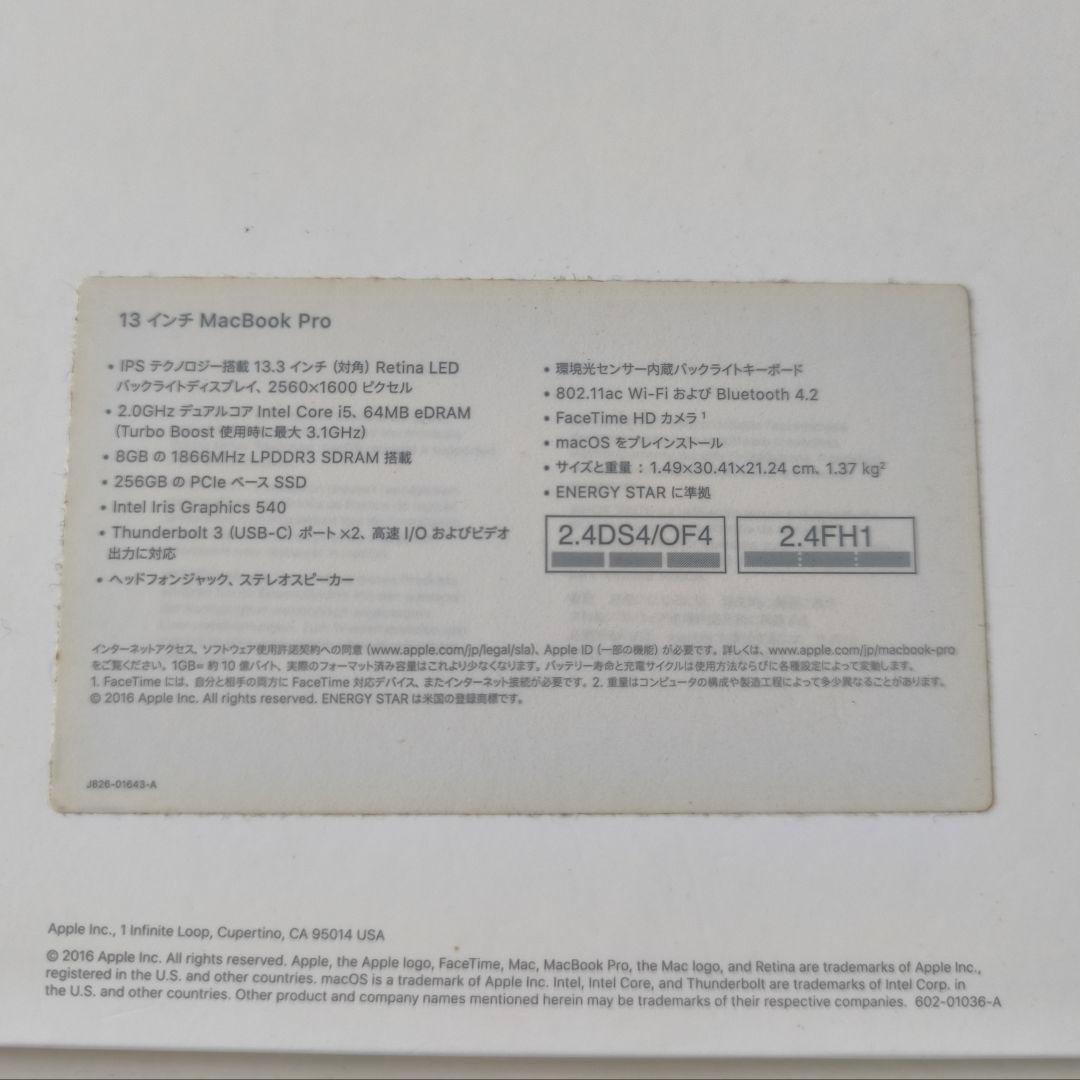 13 インチ MacBook Pro
• IPS テクノロジー搭載 13.3 インチ (対角) Retina LED
バックライトディスプレイ、2560×1600 ピクセル
• 2.0GHz デュアルコア Intel Core i5、64MB eDRAM
(Turbo Boost 使用時に最大 3.1GHz)
• 8GB の 1866MHz LPDDR3 SDRAM 搭載
• 256GB の PCIe ベース SSD
• Intel Iris Graphics 540
• Thunderbolt 3 (USB-C) ポート ×2、高速 I/O およびビデオ
出力に対応
• ヘッドフォンジャック、ステレオスピーカー
• 環境光センサー内蔵バックライトキーボード
• 802.11ac Wi-Fi および Bluetooth 4.2
• FaceTime HD カメラ¹
• macOS をプレインストール
• サイズと重量：1.49×30.41×21.24 cm、1.37 kg²
• ENERGY STAR に準拠
2.4DS4/OF4
2.4FH1
インターネットアクセス、ソフトウェア使用許諾契約への同意 (www.apple.com/jp/legal/sla)、Apple ID (一部の機能) が必要です。詳しくは、www.apple.com/jp/macbook-pro
をご覧ください。1GB= 約 10 億バイト、実際のフォーマット済み容量はこれより少なくなります。バッテリー寿命と充電サイクルは使用方法ならびに各種設定によって変動します。
1. FaceTime には、自分と相手の両方に FaceTime 対応デバイス、またインターネット接続が必要です。2. 重量はコンピュータの構成や製造工程によって多少異なることがあります。
© 2016 Apple Inc. All rights reserved. ENERGY STAR は米国の登録商標です。
J826-01643-A
Apple Inc., 1 Infinite Loop, Cupertino, CA 95014 USA
© 2016 Apple Inc. All rights reserved. Apple, the Apple logo, FaceTime, Mac, MacBook Pro, the Mac logo, and Retina are trademarks of Apple Inc.,
registered in the U.S. and other countries. macOS is a trademark of Apple Inc. Intel, Intel Core, and Thunderbolt are trademarks of Intel Corp. in
the U.S. and other countries. Other product and company names mentioned herein may be trademarks of their respective companies. 602-01036-A